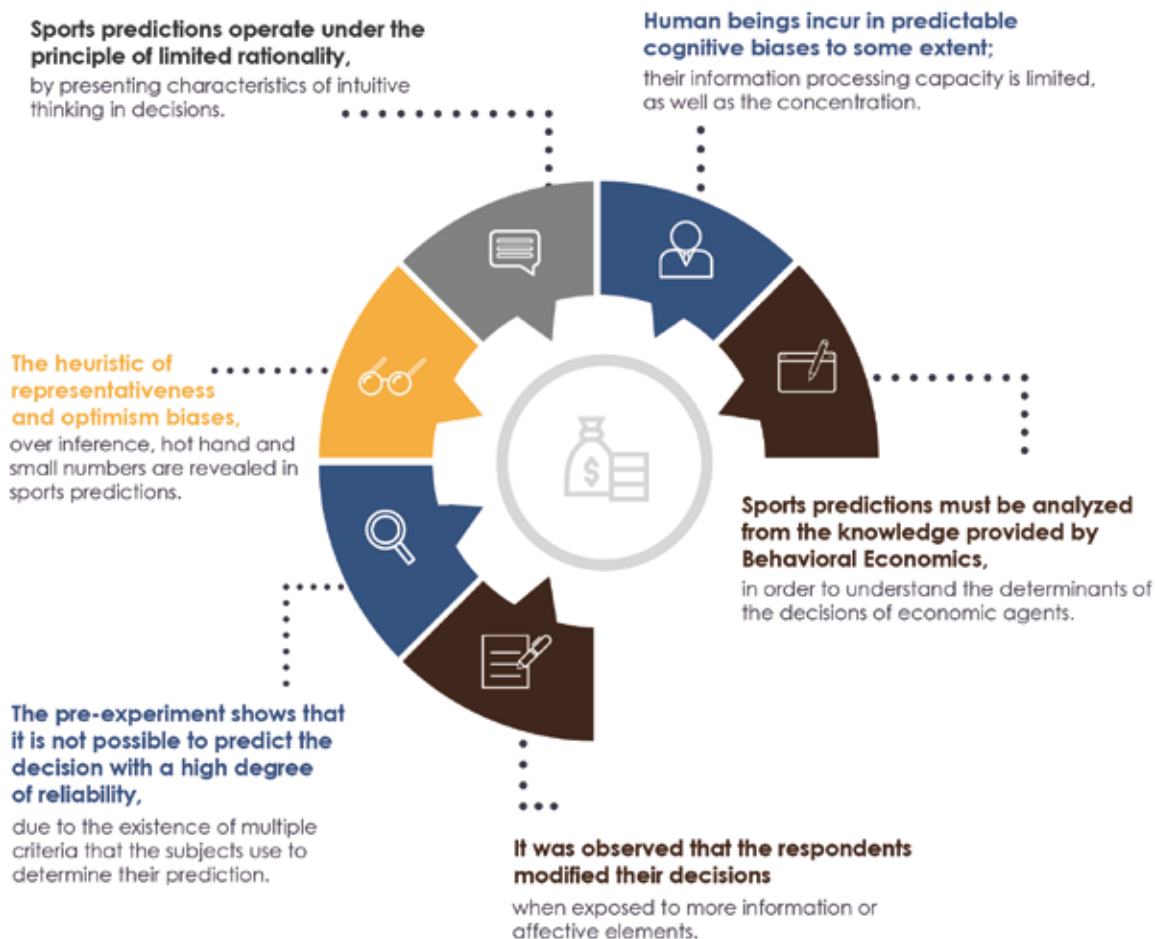 Sports predictions operate under the
principle of limited rationality,
by presenting characteristics of intuitive
thinking in decisions.
Human beings incur in predictable
cognitive biases to some extent;
their information processing capacity is limited,
as well as the concentration.
The heuristic of
representativeness
and optimism biases,
over inference, hot hand and
small numbers are revealed in
sports predictions.
$
Sports predictions must be analyzed
from the knowledge provided by
Behavioral Economics,
in order to understand the determinants of
the decisions of economic agents.
The pre-experiment shows that
it is not possible to predict the
decision with a high degree
of reliability,
due to the existence of multiple
criteria that the subjects use to
determine their prediction.
It was observed that the respondents
modified their decisions
when exposed to more information or
affective elements.